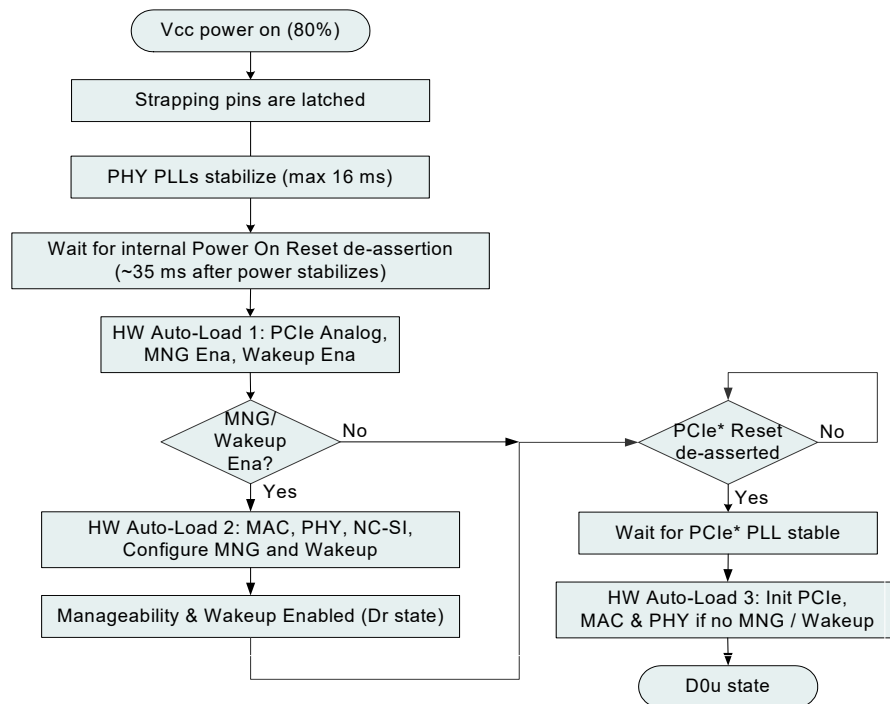 Vcc power on (80%)
Strapping pins are latched
PHY PLLs stabilize (max 16 ms)
Wait for internal Power On Reset de-assertion
(~35 ms after power stabilizes)
HW Auto-Load 1: PCIe Analog,
MNG Ena, Wakeup Ena
MNG/
Wakeup
Ena?
No
Yes
HW Auto-Load 2: MAC, PHY, NC-SI,
Configure MNG and Wakeup
Manageability & Wakeup Enabled (Dr state)
PCIe* Reset
de-asserted
No
Yes
Wait for PCIe* PLL stable
HW Auto-Load 3: Init PCIe,
MAC & PHY if no MNG / Wakeup
D0u state